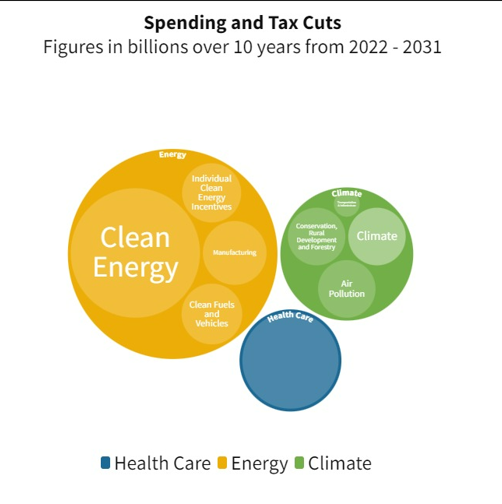 Spending and Tax Cuts
Figures in billions over 10 years from 2022 - 2031
Energy
Individual
Clean
Energy
Incentives
Clean
Energy
Manufacturing
Clean Fuels
and
Vehicles
Climate
Conservation,
Rural
Development
and Forestry
Climate
Air
Pollution
Health Care
Health Care
Energy
Climate